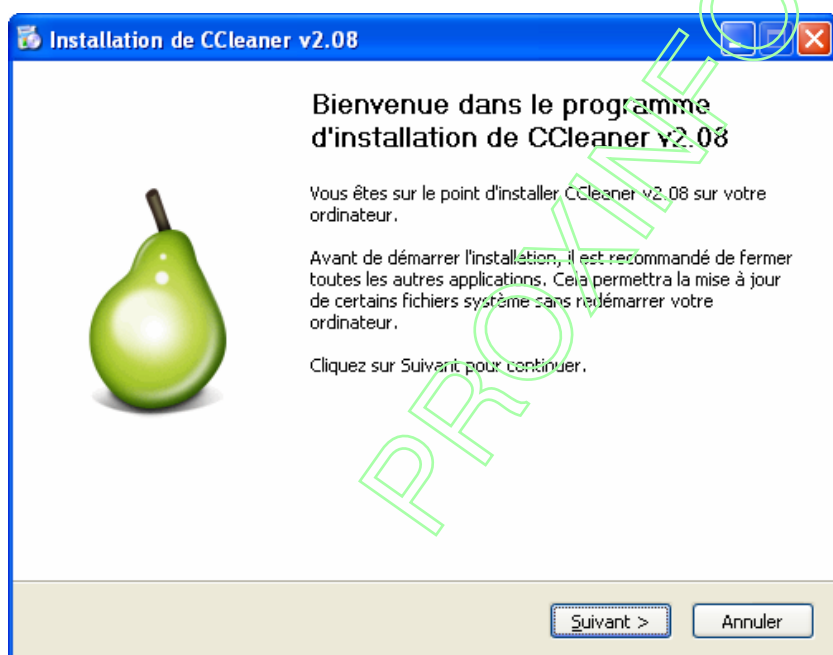 Installation de CCleaner v2.08
Bienvenue dans le programme
d'installation de CCleaner v2.08
Vous êtes sur le point d'installer CCleaner v2.08 sur votre
ordinateur.
Avant de démarrer l'installation, il est recommandé de fermer
toutes les autres applications. Cela permettra la mise à jour
de certains fichiers système sans redémarrer votre
ordinateur.
Cliquez sur Suivant pour continuer.
Suivant >
Annuler
PROXINFO